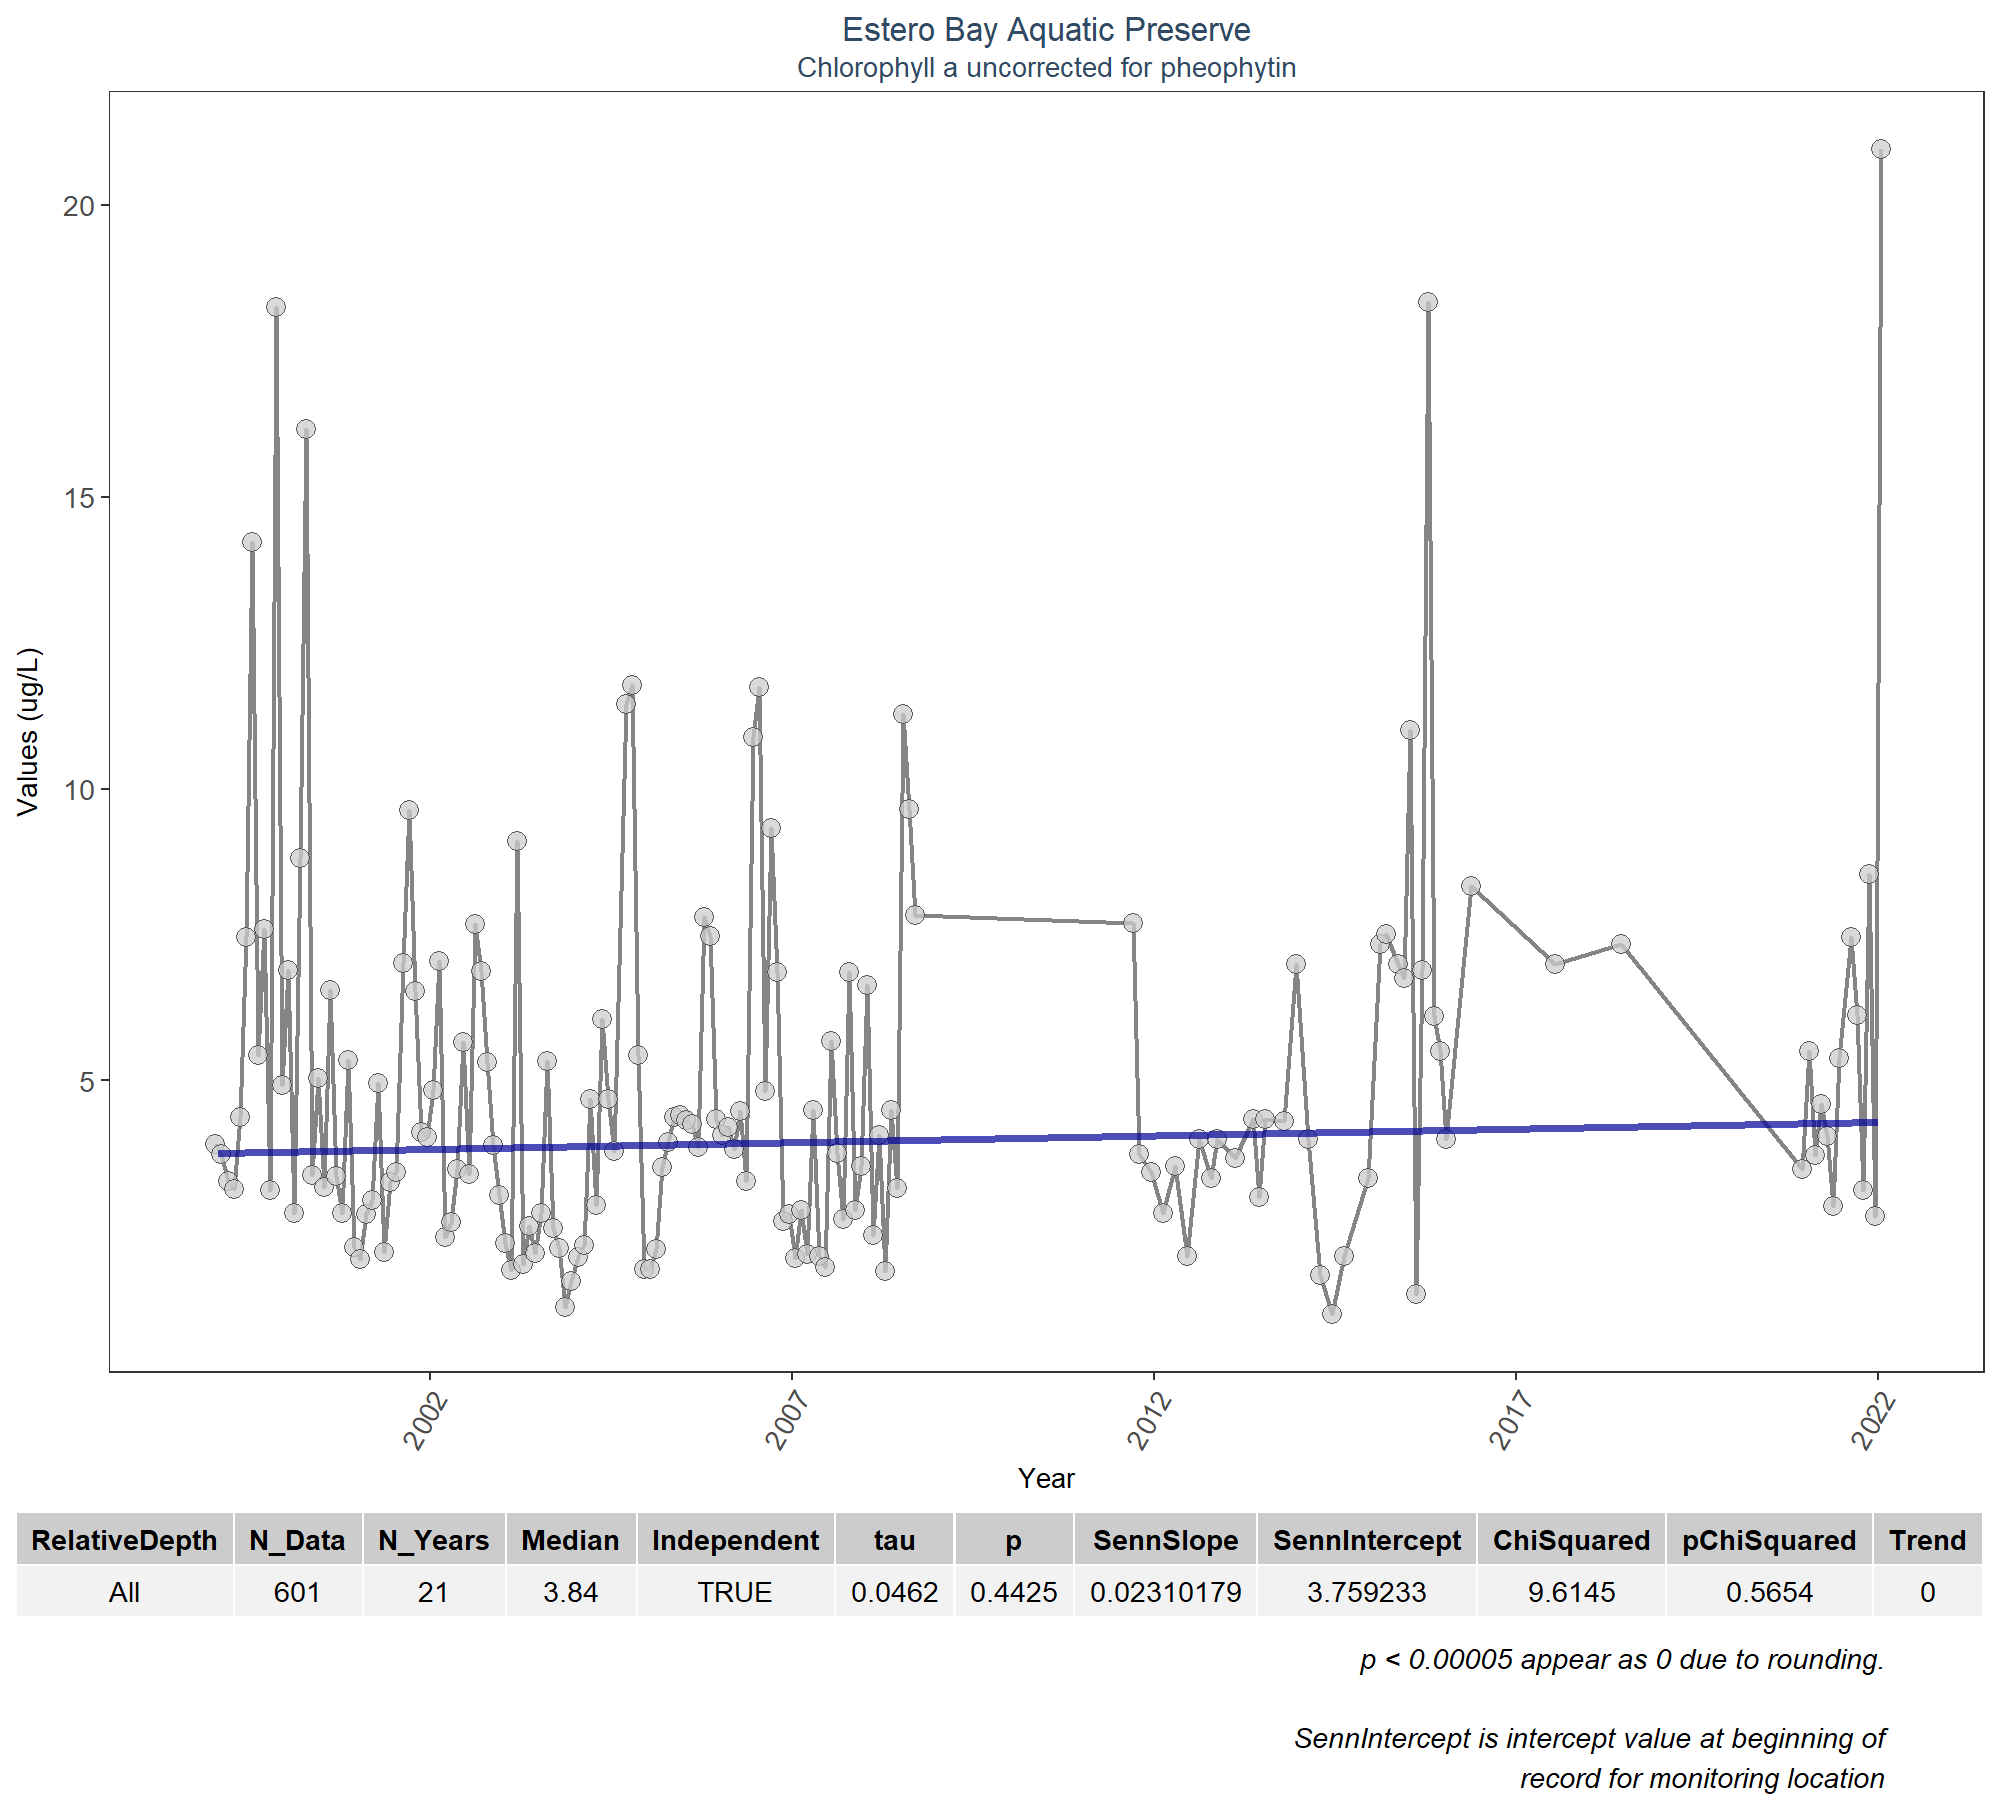 Estero Bay Aquatic Preserve
Chlorophyll a uncorrected for pheophytin
Values (ug/L)
20
15
10
5
2002 2007 2012 2017 2022
Year
RelativeDepth N_Data N_Years Median Independent tau p SennSlope SennIntercept ChiSquared pChiSquared Trend
All 601 21 3.84 TRUE 0.0462 0.4425 0.02310179 3.759233 9.6145 0.5654 0
p < 0.00005 appear as 0 due to rounding.
SennIntercept is intercept value at beginning of
record for monitoring location